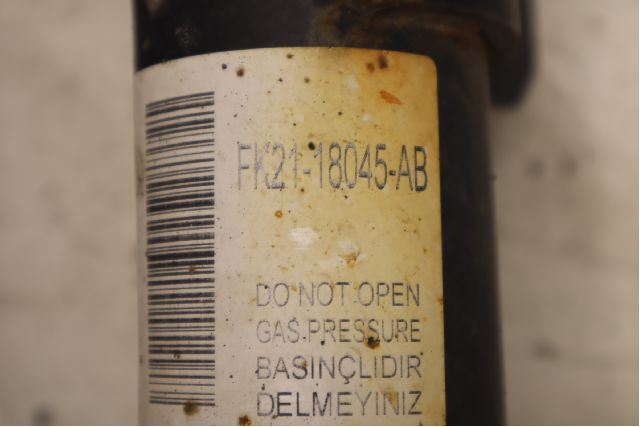 FK21-18045-AB
DO NOT OPEN
GAS PRESSURE
BASINÇLIDIR
DELMEYINIZ